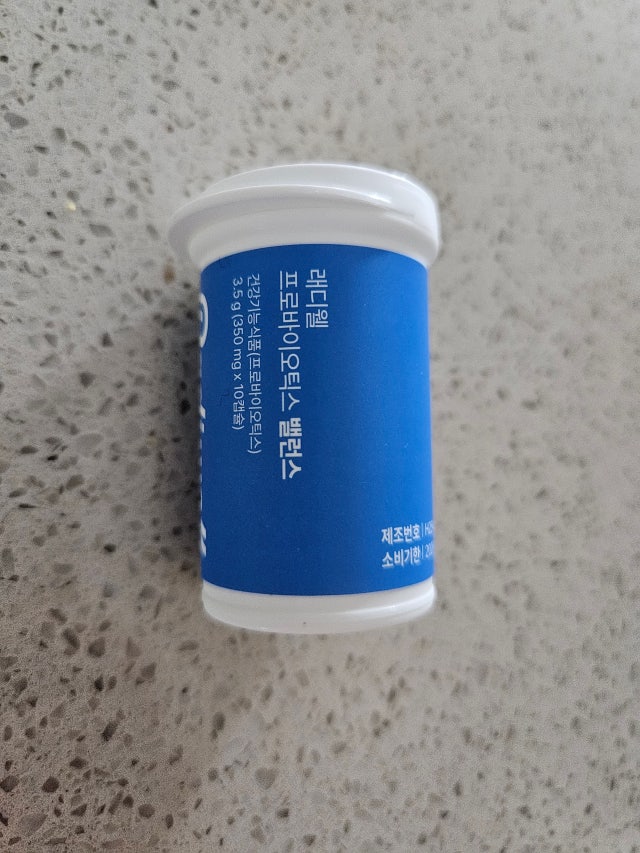 래디웰
프로바이오틱스 밸런스
건강기능식품(프로바이오틱스)
3.5 g (350 mg x 10캡슐)
제조번호 |
소비기한 |